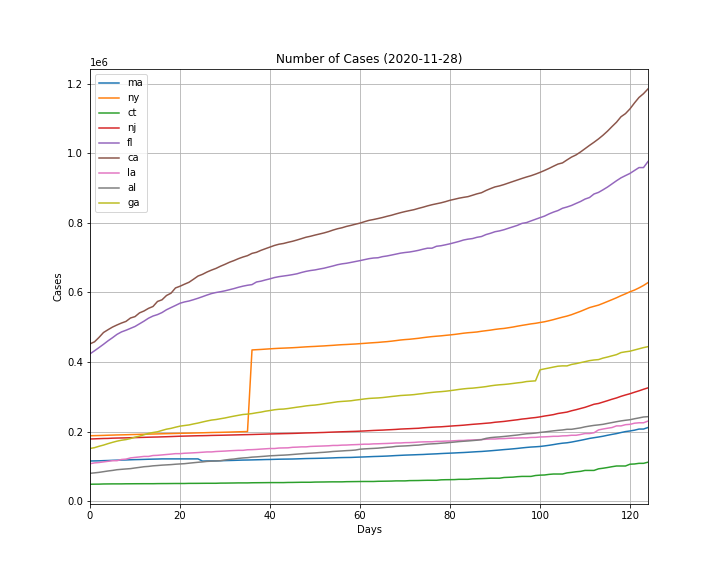 Number of Cases (2020-11-28)
1e6
1.2
1.0
0.8
0.6
0.4
0.2
0.0
Cases
ma
ny
ct
nj
fl
ca
la
al
ga
0 20 40 60 80 100 120
Days